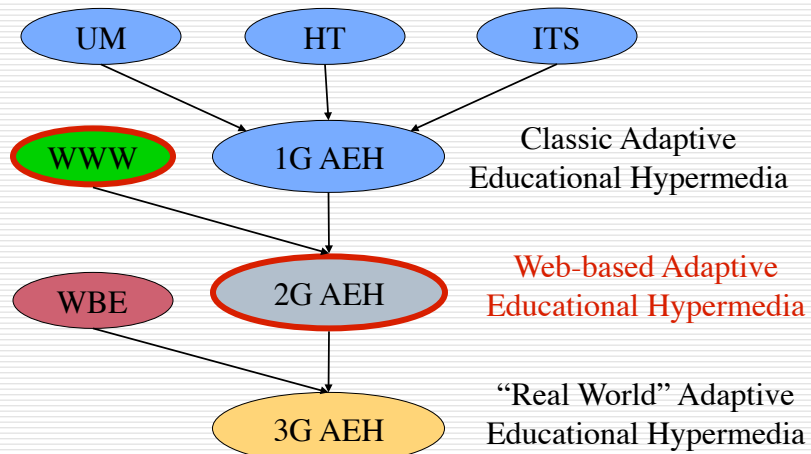 UM
HT
ITS
WWW
1G AEH
Classic Adaptive
Educational Hypermedia
WBE
2G AEH
Web-based Adaptive
Educational Hypermedia
3G AEH
“Real World” Adaptive
Educational Hypermedia